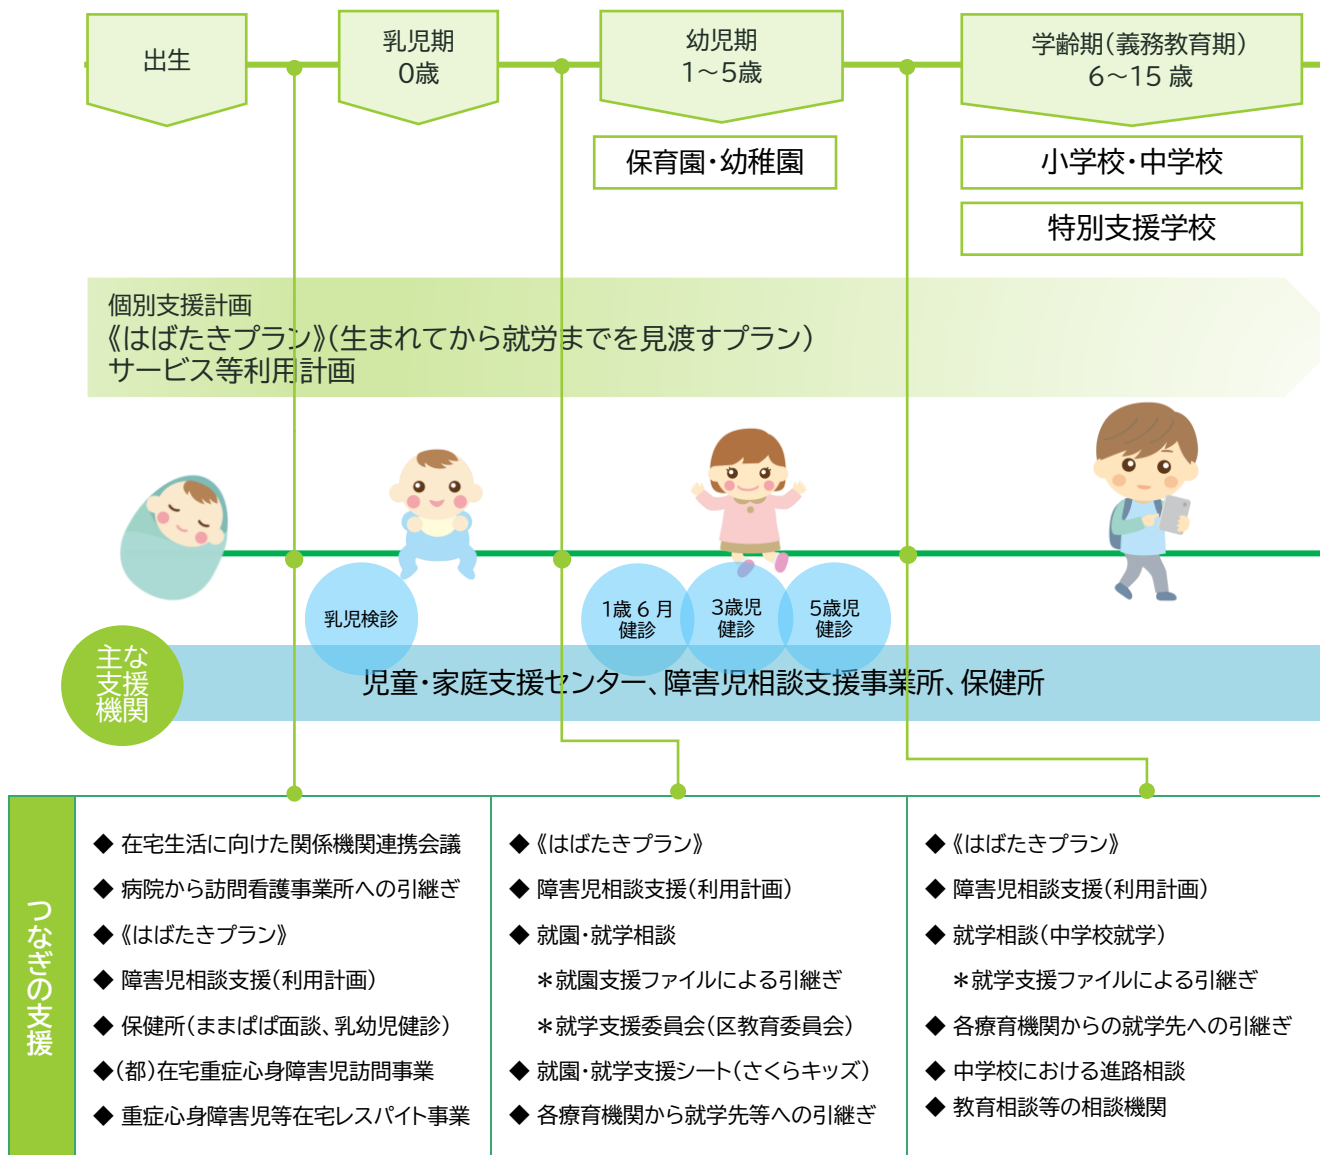 出生
乳児期
0歳
幼児期
1～5歳
学齢期(義務教育期)
6～15 歳
保育園・幼稚園
小学校・中学校
特別支援学校
個別支援計画
《はばたきプラン》(生まれてから就労までを見渡すプラン)
サービス等利用計画
乳児検診
1歳 6 月
健診
3歳児
健診
5歳児
健診
主な
支援
機関
児童・家庭支援センター、障害児相談支援事業所、保健所
つなぎの支援
◆ 在宅生活に向けた関係機関連携会議
◆ 病院から訪問看護事業所への引継ぎ
◆ 《はばたきプラン》
◆ 障害児相談支援(利用計画)
◆ 保健所(ままぱぱ面談、乳幼児健診)
◆(都)在宅重症心身障害児訪問事業
◆ 重症心身障害児等在宅レスパイト事業
◆ 《はばたきプラン》
◆ 障害児相談支援(利用計画)
◆ 就園・就学相談
＊就園支援ファイルによる引継ぎ
＊就学支援委員会(区教育委員会)
◆ 就園・就学支援シート(さくらキッズ)
◆ 各療育機関から就学先等への引継ぎ
◆ 《はばたきプラン》
◆ 障害児相談支援(利用計画)
◆ 就学相談(中学校就学)
＊就学支援ファイルによる引継ぎ
◆ 各療育機関からの就学先への引継ぎ
◆ 中学校における進路相談
◆ 教育相談等の相談機関